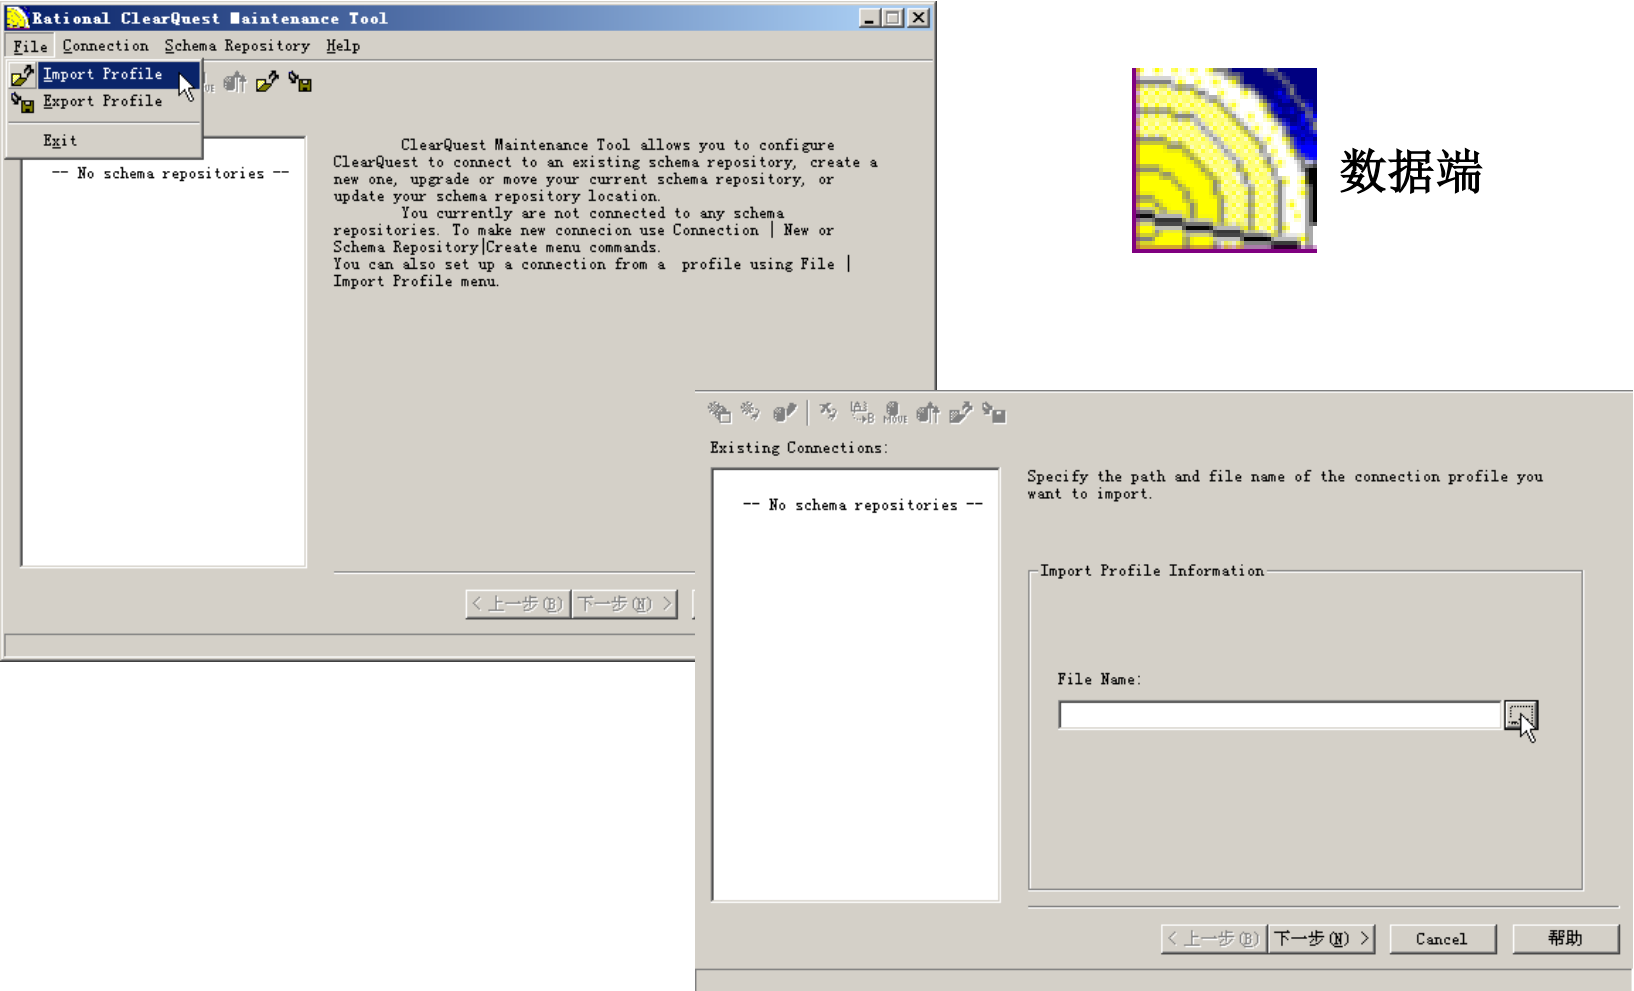 Rational ClearQuest Maintenance Tool
File Connection Schema Repository Help
Import Profile
Export Profile
Exit
-- No schema repositories --
ClearQuest Maintenance Tool allows you to configure
ClearQuest to connect to an existing schema repository, create a
new one, upgrade or move your current schema repository, or
update your schema repository location.
You currently are not connected to any schema
repositories. To make new connecion use Connection | New or
Schema Repository|Create menu commands.
You can also set up a connection from a profile using File |
Import Profile menu.
< 上一步(B) 下一步(N) >
数据端
MOVE
Existing Connections:
-- No schema repositories --
Specify the path and file name of the connection profile you
want to import.
Import Profile Information
File Name:
...
< 上一步(B) 下一步(N) > Cancel 帮助